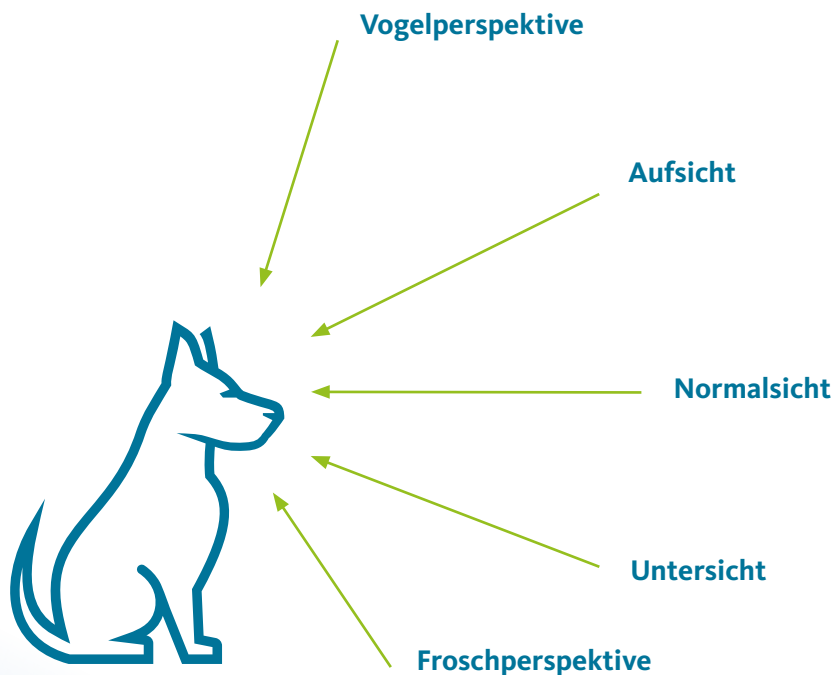 Vogelperspektive
Aufsicht
Normalsicht
Untersicht
Froschperspektive